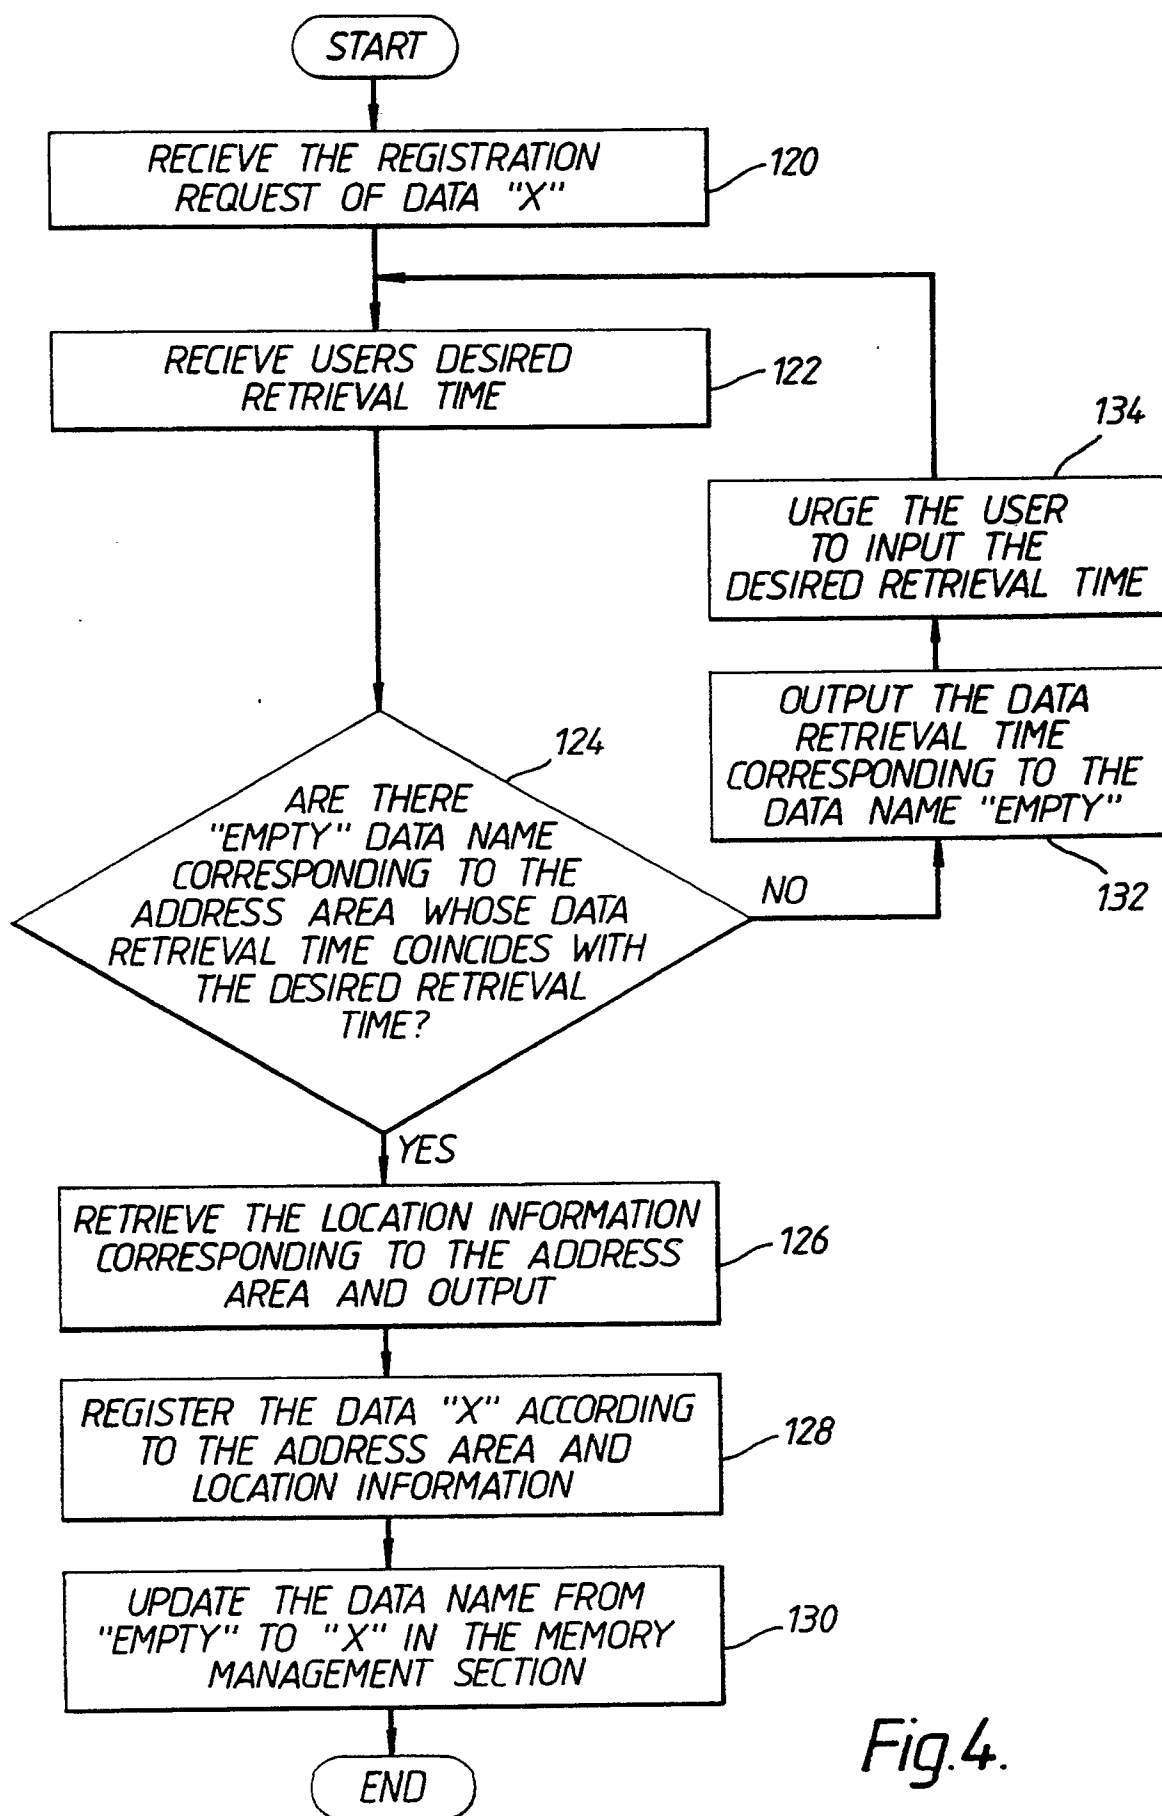 START
RECIEVE THE REGISTRATION
REQUEST OF DATA "X"
120
RECIEVE USERS DESIRED
RETRIEVAL TIME
122
134
URGE THE USER
TO INPUT THE
DESIRED RETRIEVAL TIME
OUTPUT THE DATA
RETRIEVAL TIME
CORRESPONDING TO THE
DATA NAME "EMPTY"
132
124
ARE THERE
"EMPTY" DATA NAME
CORRESPONDING TO THE
ADDRESS AREA WHOSE DATA
RETRIEVAL TIME COINCIDES WITH
THE DESIRED RETRIEVAL
TIME?
NO
YES
RETRIEVE THE LOCATION INFORMATION
CORRESPONDING TO THE ADDRESS
AREA AND OUTPUT
126
REGISTER THE DATA "X" ACCORDING
TO THE ADDRESS AREA AND
LOCATION INFORMATION
128
UPDATE THE DATA NAME FROM
"EMPTY" TO "X" IN THE MEMORY
MANAGEMENT SECTION
130
END
Fig.4.